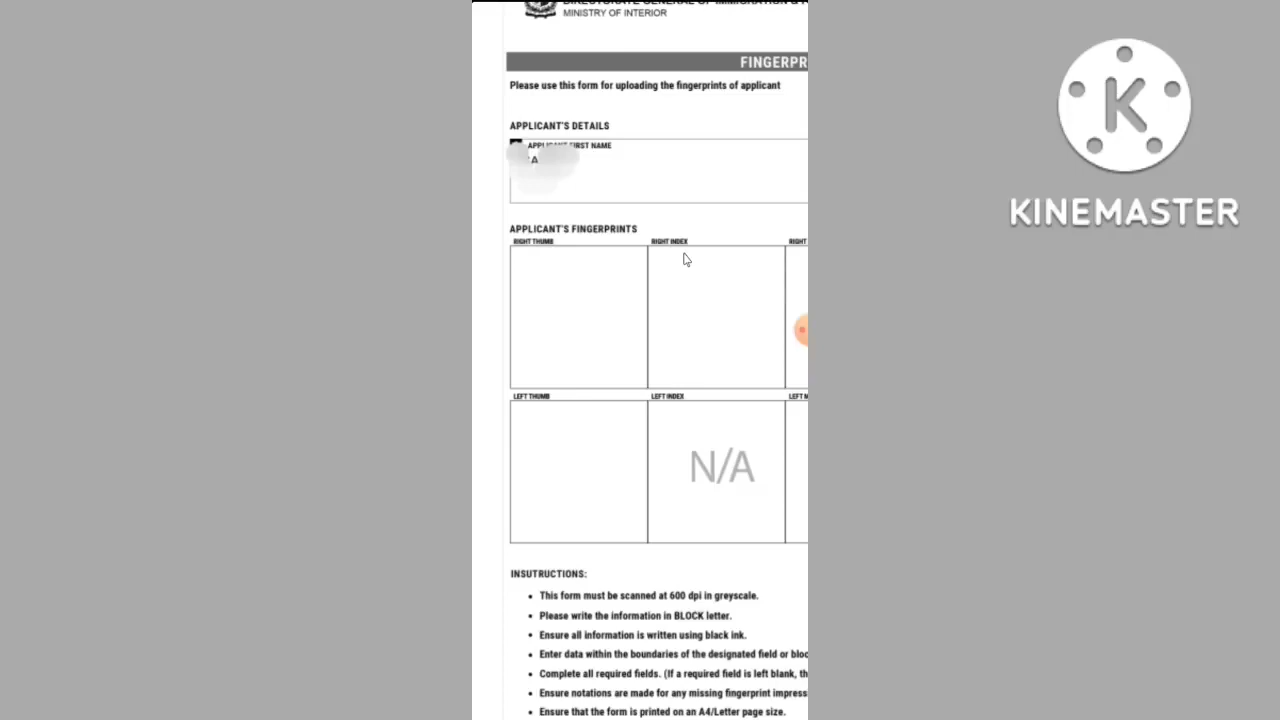 DIRECTORATE GENERAL OF IMMIGRATION &
MINISTRY OF INTERIOR
FINGERPR
Please use this form for uploading the fingerprints of applicant
APPLICANT'S DETAILS
APPLICANT FIRST NAME
APPLICANT'S FINGERPRINTS
RIGHT THUMB
RIGHT INDEX
RIGHT
LEFT THUMB
LEFT INDEX
LEFT M
N/A
INSUTRUCTIONS:
• This form must be scanned at 600 dpi in greyscale.
• Please write the information in BLOCK letter.
• Ensure all information is written using black ink.
• Enter data within the boundaries of the designated field or bloc
• Complete all required fields. (If a required field is left blank, th
• Ensure notations are made for any missing fingerprint impress
• Ensure that the form is printed on an A4/Letter page size.
K
KINEMASTER